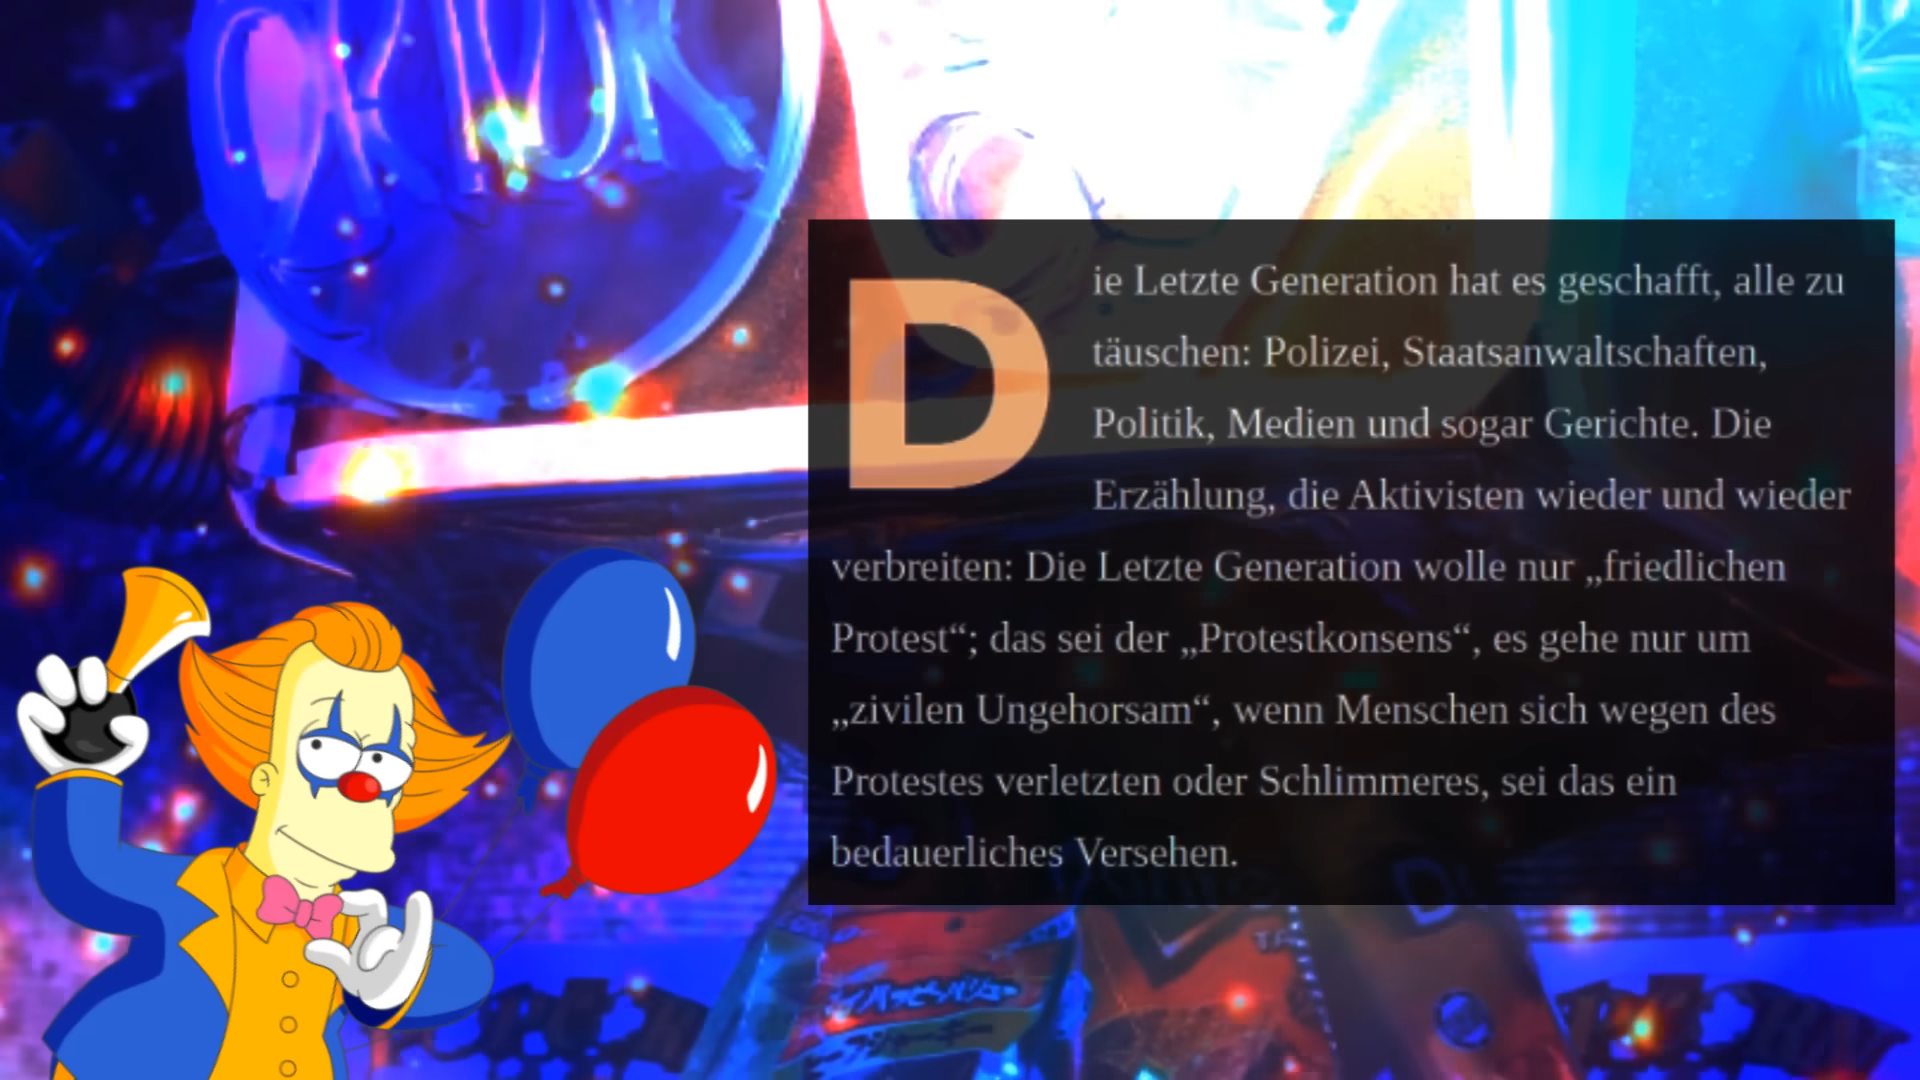 Die Letzte Generation hat es geschafft, alle zu
täuschen: Polizei, Staatsanwaltschaften,
Politik, Medien und sogar Gerichte. Die
Erzählung, die Aktivisten wieder und wieder
verbreiten: Die Letzte Generation wolle nur „friedlichen
Protest“; das sei der „Protestkonsens“, es gehe nur um
„zivilen Ungehorsam“, wenn Menschen sich wegen des
Protestes verletzten oder Schlimmeres, sei das ein
bedauerliches Versehen.